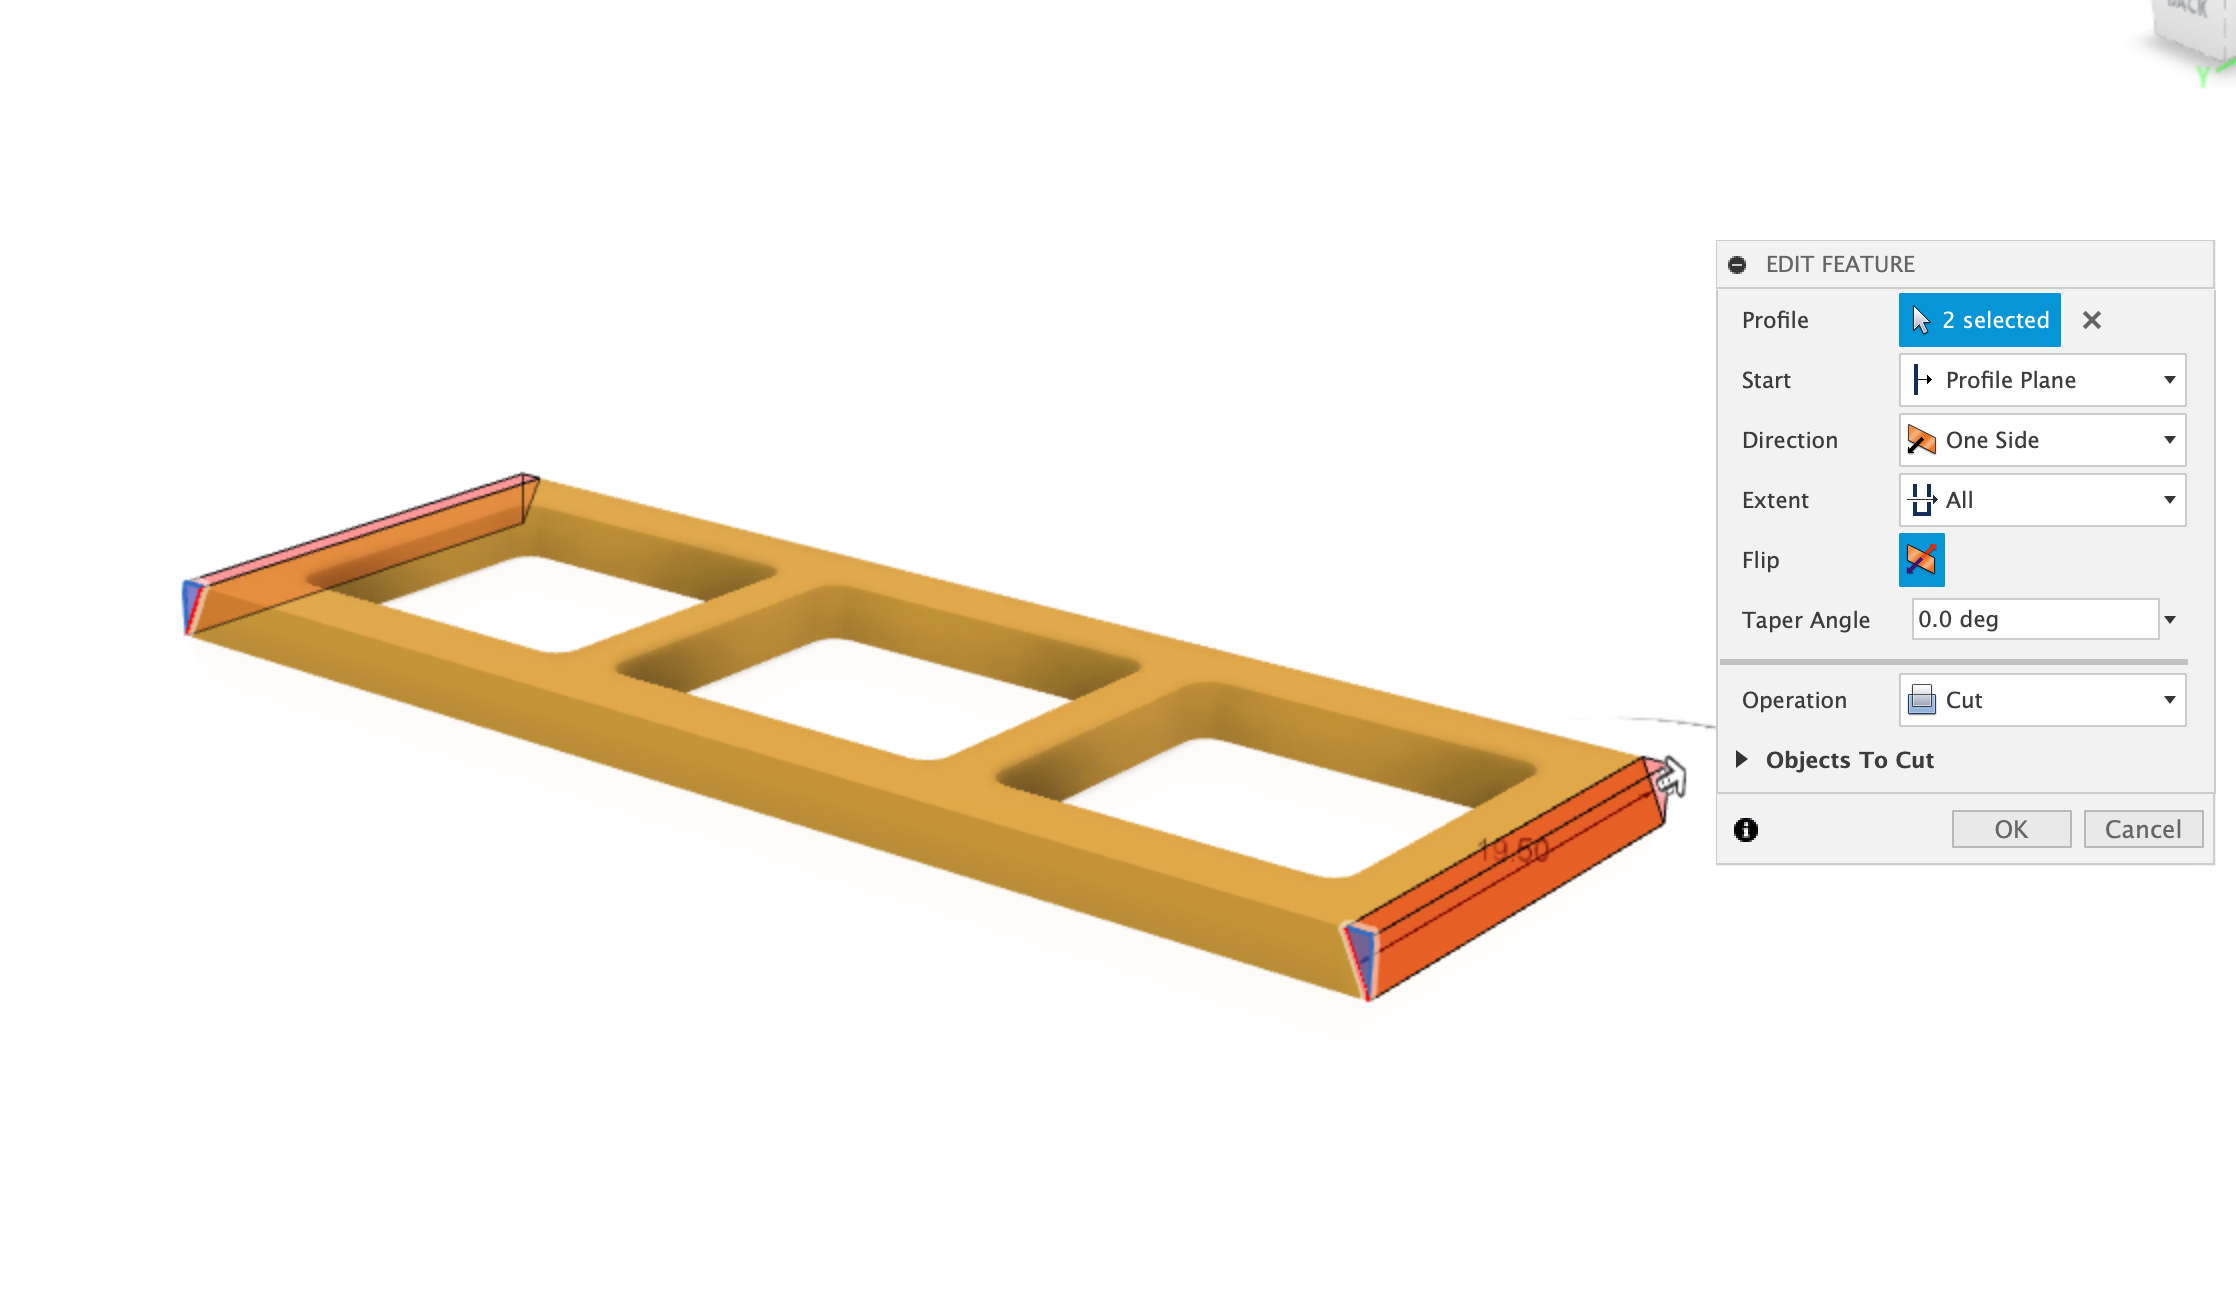 BACK
Y
EDIT FEATURE
Profile 2 selected
Start Profile Plane
Direction One Side
Extent All
Flip
Taper Angle 0.0 deg
Operation Cut
Objects To Cut
19.50
OK Cancel